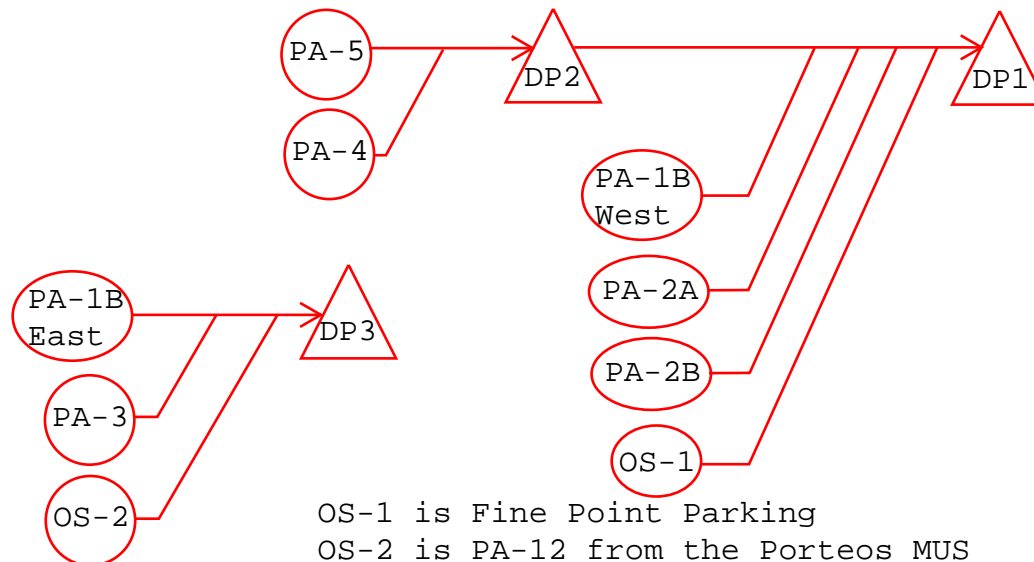 PA-5
DP2
DP1
PA-4
PA-1B
West
PA-2A
PA-1B
East
DP3
PA-2B
PA-3
OS-1
OS-2
OS-1 is Fine Point Parking
OS-2 is PA-12 from the Porteos MUS